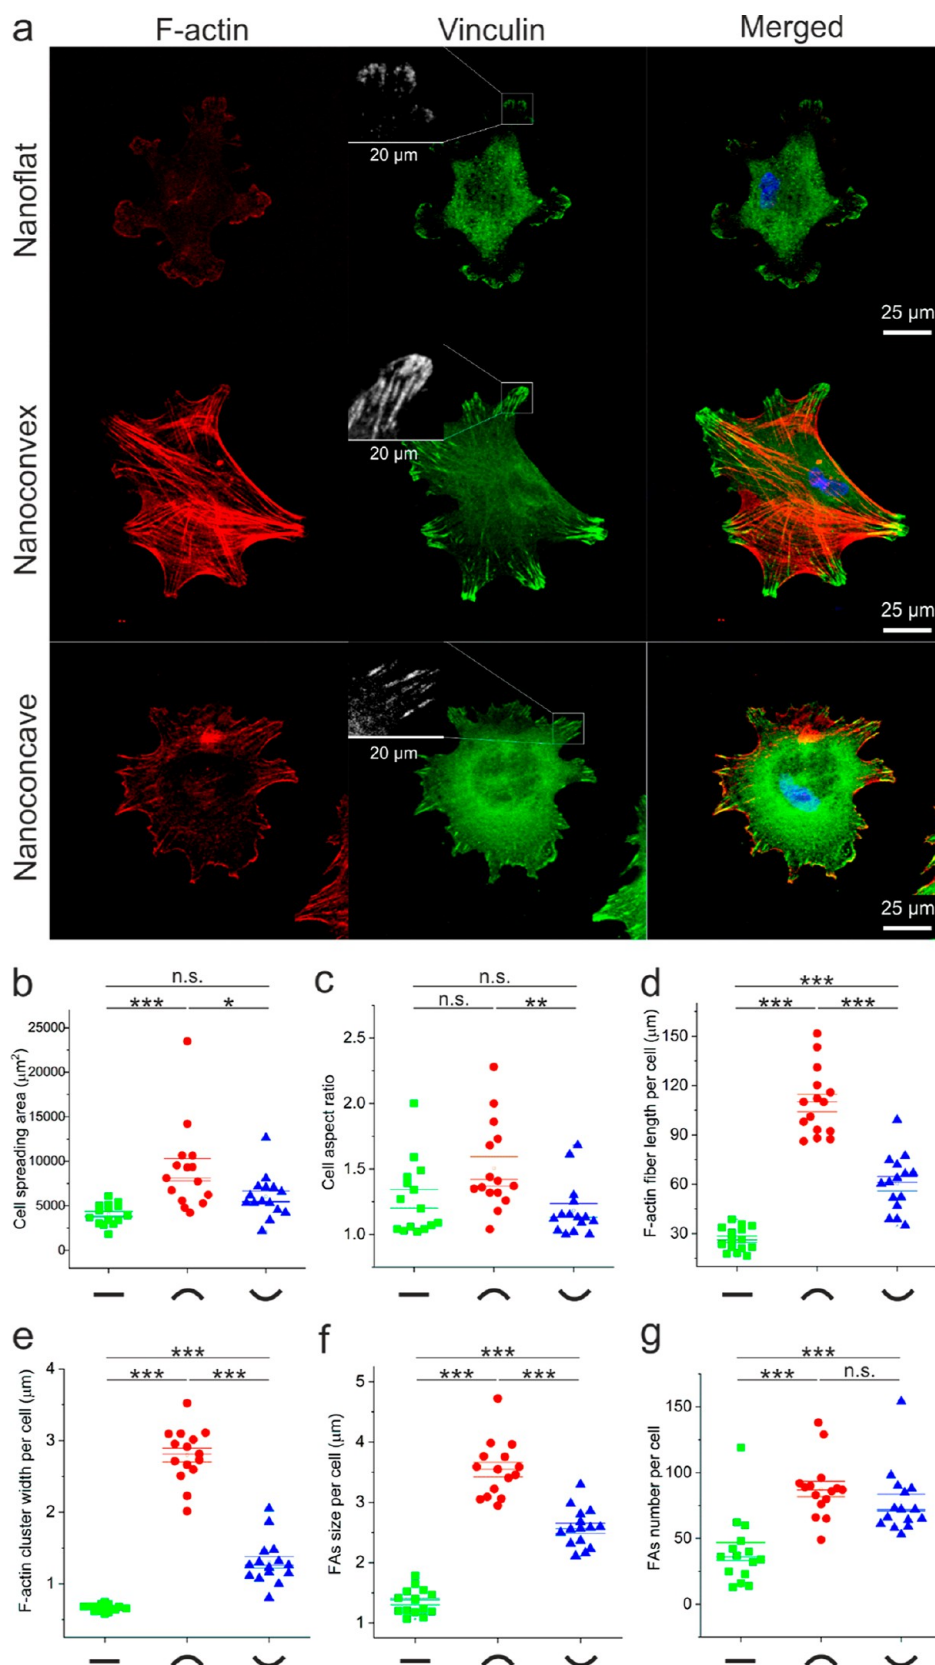 a F-actin Vinculin Merged
Nanoflat
20 μm
25 μm
Nanoconvex
20 μm
25 μm
Nanoconcave
20 μm
25 μm
b
n.s.
*** *
Cell spreading area (μm²)
25000
20000
15000
10000
5000
0
c
n.s.
n.s. **
Cell aspect ratio
2.5
2.0
1.5
1.0
d
***
*** ***
F-actin fiber length per cell (μm)
150
120
90
60
30
e
***
*** ***
F-actin cluster width per cell (μm)
4
3
2
1
f
***
*** ***
FAs size per cell (μm)
5
4
3
2
1
g
***
*** n.s.
FAs number per cell
150
100
50
0